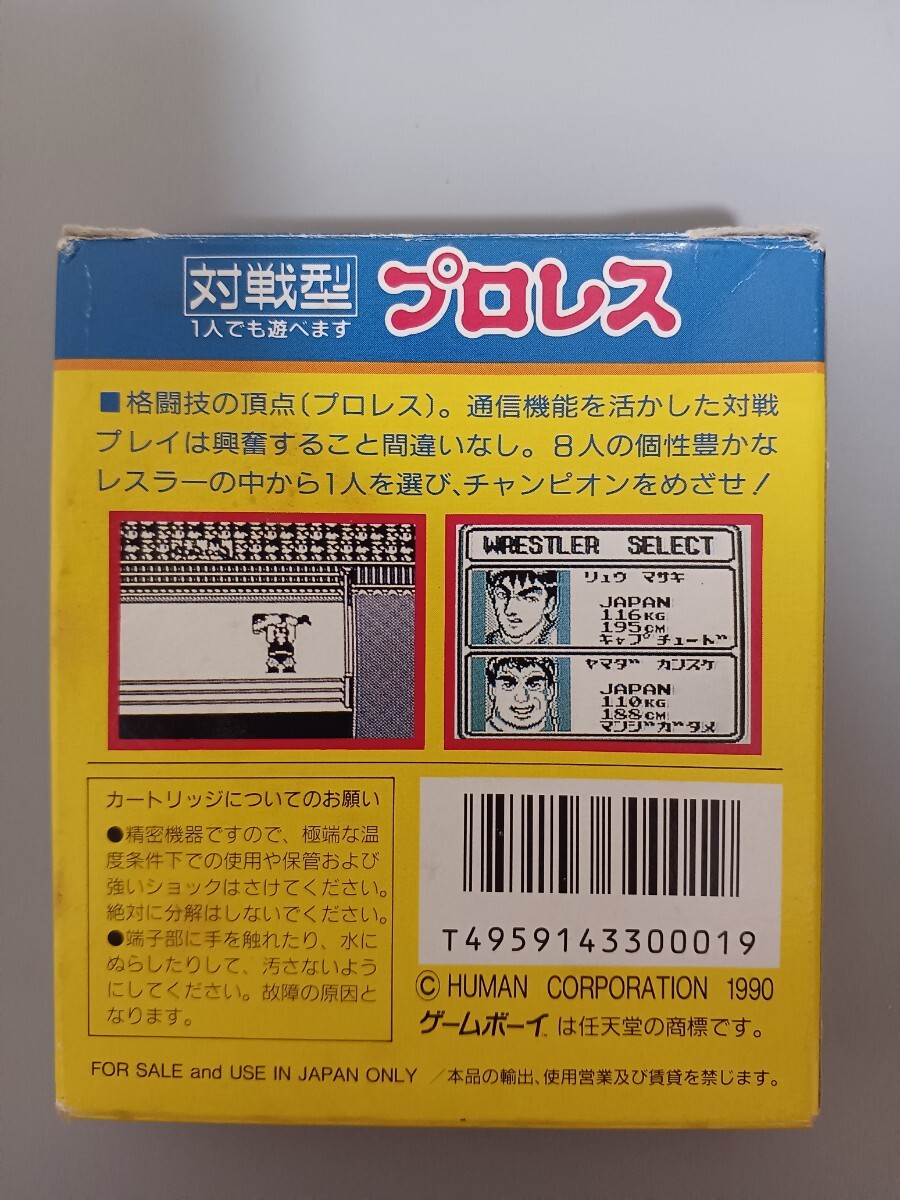 対戦型 プロレス
1人でも遊べます
■格闘技の頂点(プロレス)。通信機能を活かした対戦
プレイは興奮すること間違いなし。8人の個性豊かな
レスラーの中から1人を選び、チャンピオンをめざせ!
WRESTLER SELECT
リュウ マサキ
JAPAN
116KG
195CM
キャプチュード
ヤマダ カンスケ
JAPAN
110KG
188CM
マンジガタメ
カートリッジについてのお願い
●精密機器ですので、極端な温
度条件下での使用や保管および
強いショックはさけてください。
絶対に分解はしないでください。
●端子部に手を触れたり、水に
ぬらしたりして、汚さないよう
にしてください。故障の原因と
なります。
T4959143300019
© HUMAN CORPORATION 1990
ゲームボーイ™は任天堂の商標です。
FOR SALE and USE IN JAPAN ONLY /本品の輸出、使用営業及び賃貸を禁じます。